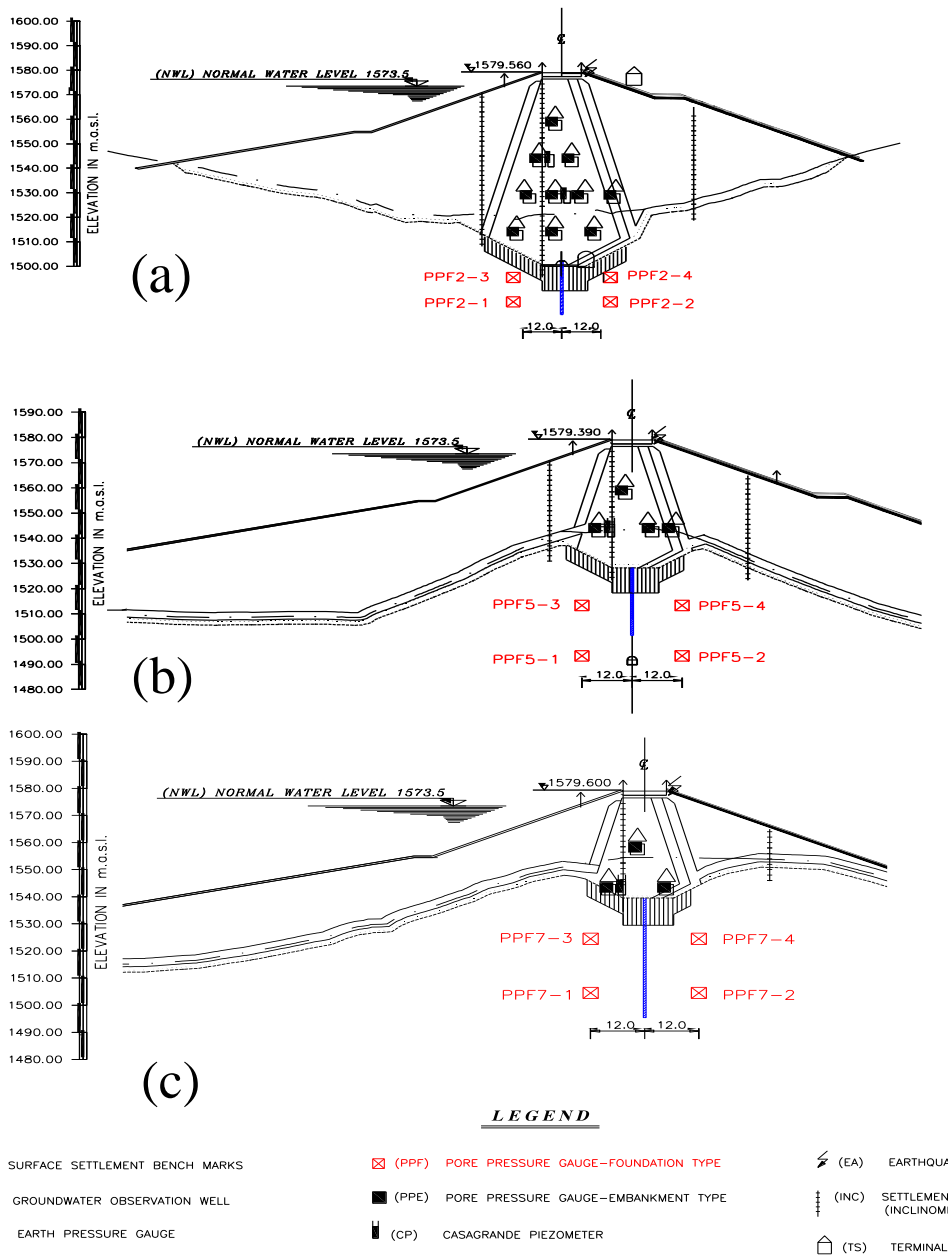 1600.00
1590.00
1580.00
1570.00
1560.00
1550.00
1540.00
1530.00
1520.00
1510.00
1500.00
ELEVATION IN m.a.s.l.
(NWL) NORMAL WATER LEVEL 1573.5
1579.560
℄
(a)
PPF2-3
PPF2-4
PPF2-1
PPF2-2
12.0
12.0
1590.00
1580.00
1570.00
1560.00
1550.00
1540.00
1530.00
1520.00
1510.00
1500.00
1490.00
1480.00
ELEVATION IN m.a.s.l.
(NWL) NORMAL WATER LEVEL 1573.5
1579.390
℄
(b)
PPF5-3
PPF5-4
PPF5-1
PPF5-2
12.0
12.0
1600.00
1590.00
1580.00
1570.00
1560.00
1550.00
1540.00
1530.00
1520.00
1510.00
1500.00
1490.00
1480.00
ELEVATION IN m.a.s.l.
(NWL) NORMAL WATER LEVEL 1573.5
1579.600
℄
(c)
PPF7-3
PPF7-4
PPF7-1
PPF7-2
12.0
12.0
LEGEND
SURFACE SETTLEMENT BENCH MARKS
GROUNDWATER OBSERVATION WELL
EARTH PRESSURE GAUGE
(PPF) PORE PRESSURE GAUGE-FOUNDATION TYPE
(PPE) PORE PRESSURE GAUGE-EMBANKMENT TYPE
(CP) CASAGRANDE PIEZOMETER
(EA) EARTHQUA
(INC) SETTLEMEN
(INCLINOM
(TS) TERMINAL